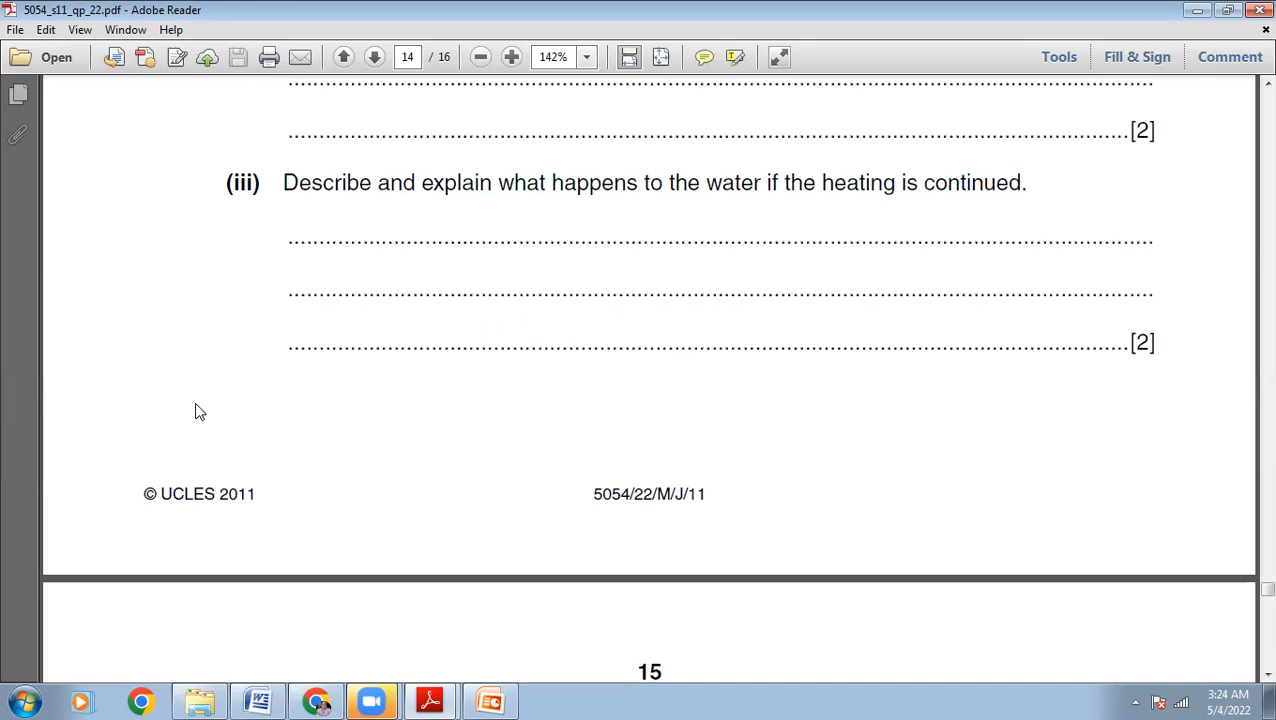 5054_s11_qp_22.pdf - Adobe Reader
File Edit View Window Help
Open 14 / 16 142% Tools Fill & Sign Comment
.......................................................................................................................................
....................................................................................................................................[2]
(iii) Describe and explain what happens to the water if the heating is continued.
.......................................................................................................................................
.......................................................................................................................................
....................................................................................................................................[2]
© UCLES 2011 5054/22/M/J/11
15
3:24 AM
5/4/2022